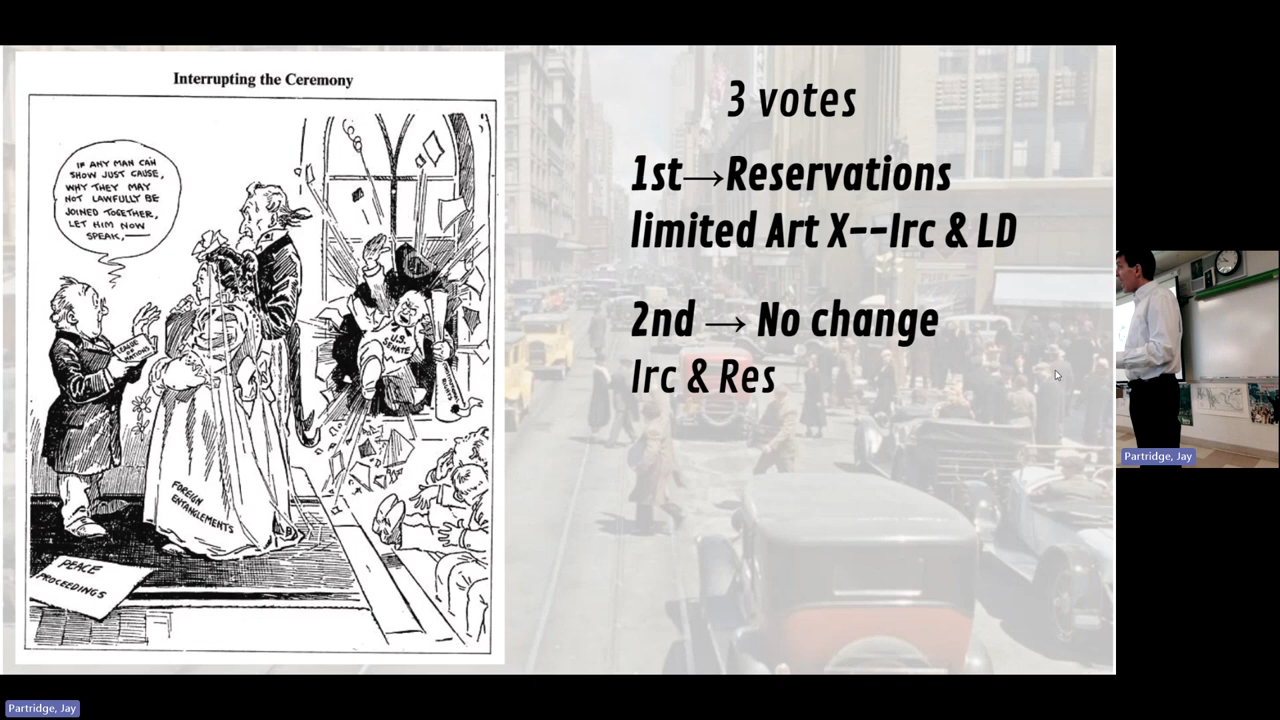 Interrupting the Ceremony
IF ANY MAN CAN
SHOW JUST CAUSE,
WHY THEY MAY
NOT LAWFULLY BE
JOINED TOGETHER,
LET HIM NOW
SPEAK,—
LEAGUE
OF
NATIONS
U.S.
SENATE
FOREIGN
ENTANGLEMENTS
PEACE
PROCEEDINGS
3 votes
1st→Reservations
limited Art X--Irc & LD
2nd → No change
Irc & Res
Partridge, Jay
Partridge, Jay